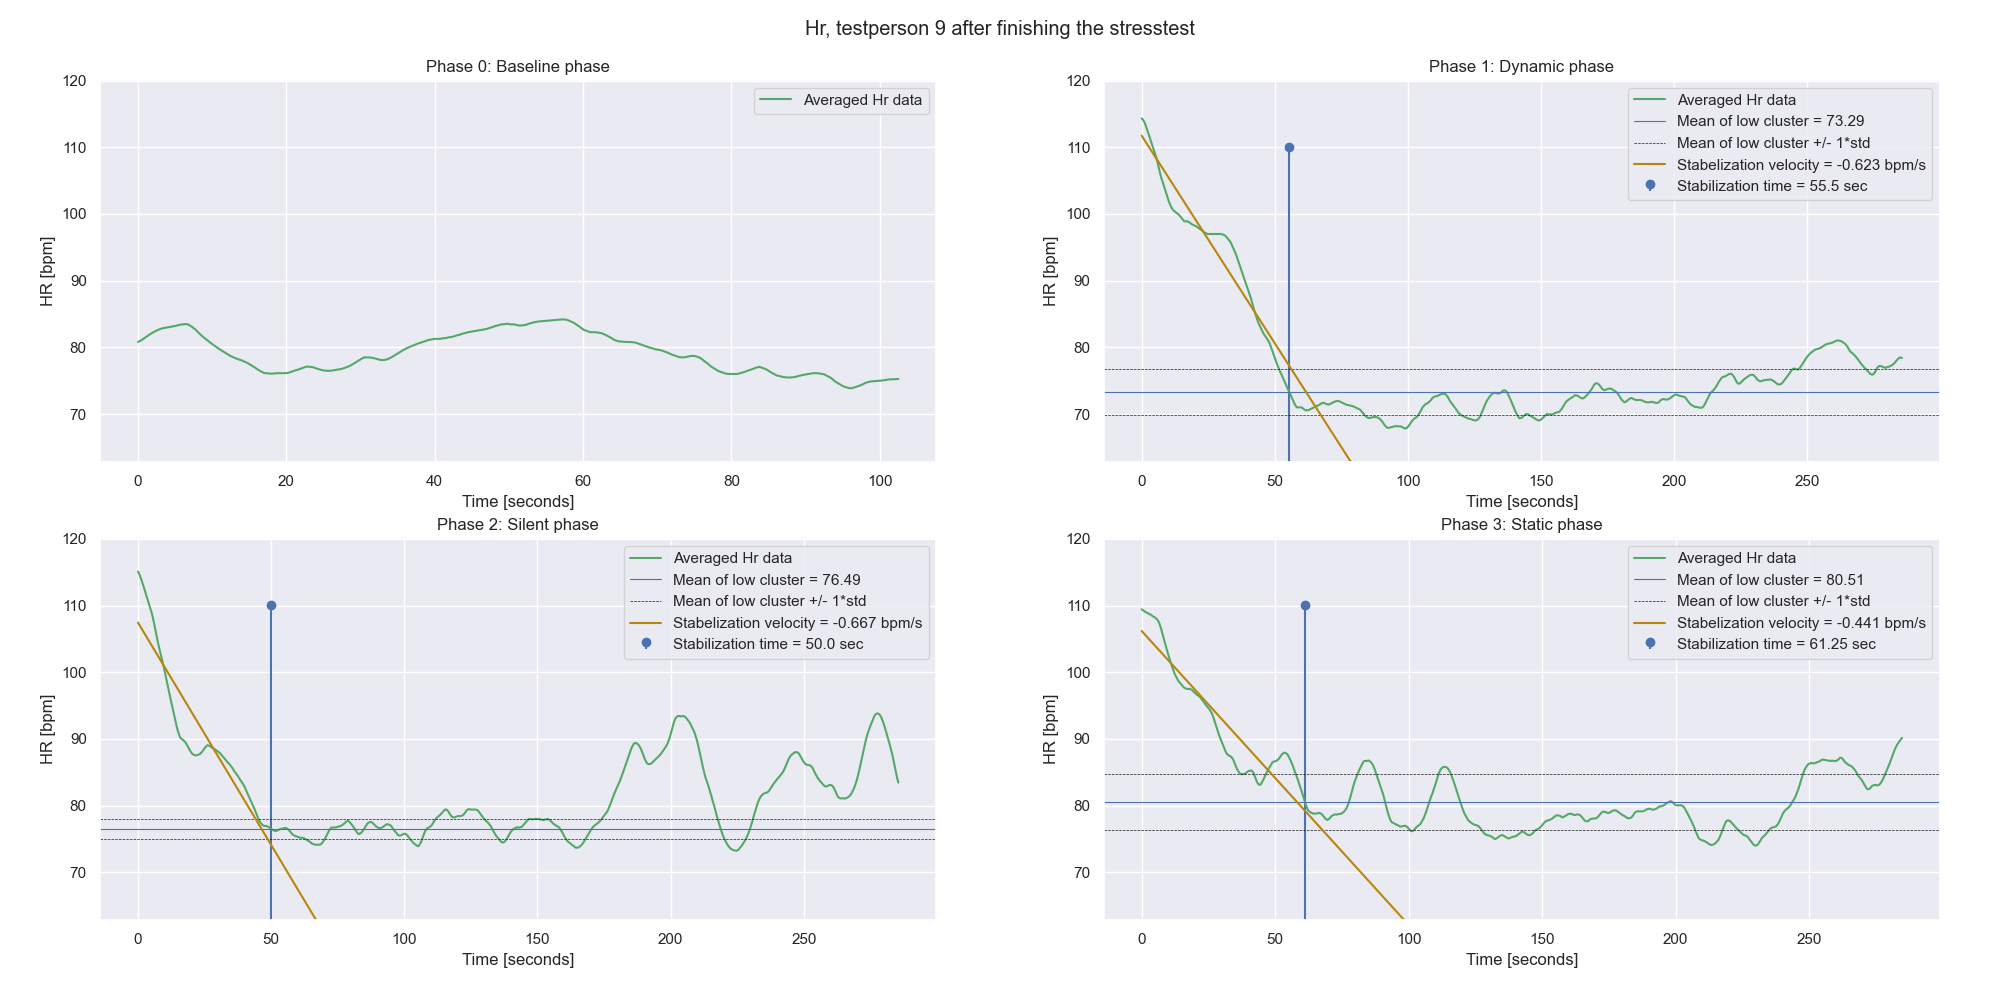 Hr, testperson 9 after finishing the stresstest
Phase 0: Baseline phase
120
110
100
90
80
70
HR [bpm]
Averaged Hr data
0 20 40 60 80 100
Time [seconds]
Phase 1: Dynamic phase
120
110
100
90
80
70
HR [bpm]
Averaged Hr data
Mean of low cluster = 73.29
Mean of low cluster +/- 1*std
Stabelization velocity = -0.623 bpm/s
Stabilization time = 55.5 sec
0 50 100 150 200 250
Time [seconds]
Phase 2: Silent phase
120
110
100
90
80
70
HR [bpm]
Averaged Hr data
Mean of low cluster = 76.49
Mean of low cluster +/- 1*std
Stabelization velocity = -0.667 bpm/s
Stabilization time = 50.0 sec
0 50 100 150 200 250
Time [seconds]
Phase 3: Static phase
120
110
100
90
80
70
HR [bpm]
Averaged Hr data
Mean of low cluster = 80.51
Mean of low cluster +/- 1*std
Stabelization velocity = -0.441 bpm/s
Stabilization time = 61.25 sec
0 50 100 150 200 250
Time [seconds]